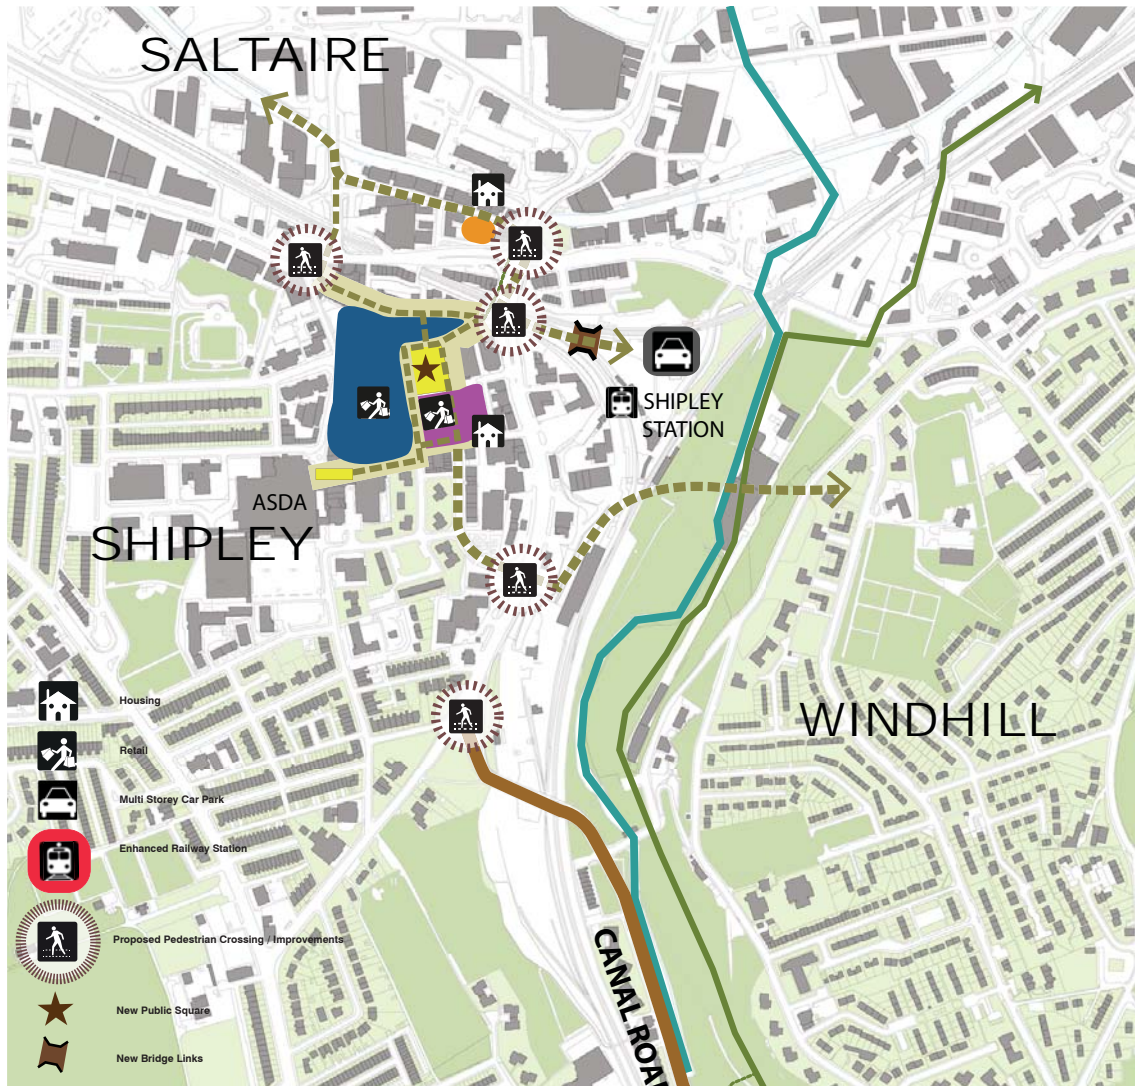 SALTAIRE
SHIPLEY
STATION
ASDA
SHIPLEY
WINDHILL
Housing
Retail
Multi Storey Car Park
Enhanced Railway Station
Proposed Pedestrian Crossing / Improvements
New Public Square
New Bridge Links
CANAL ROA